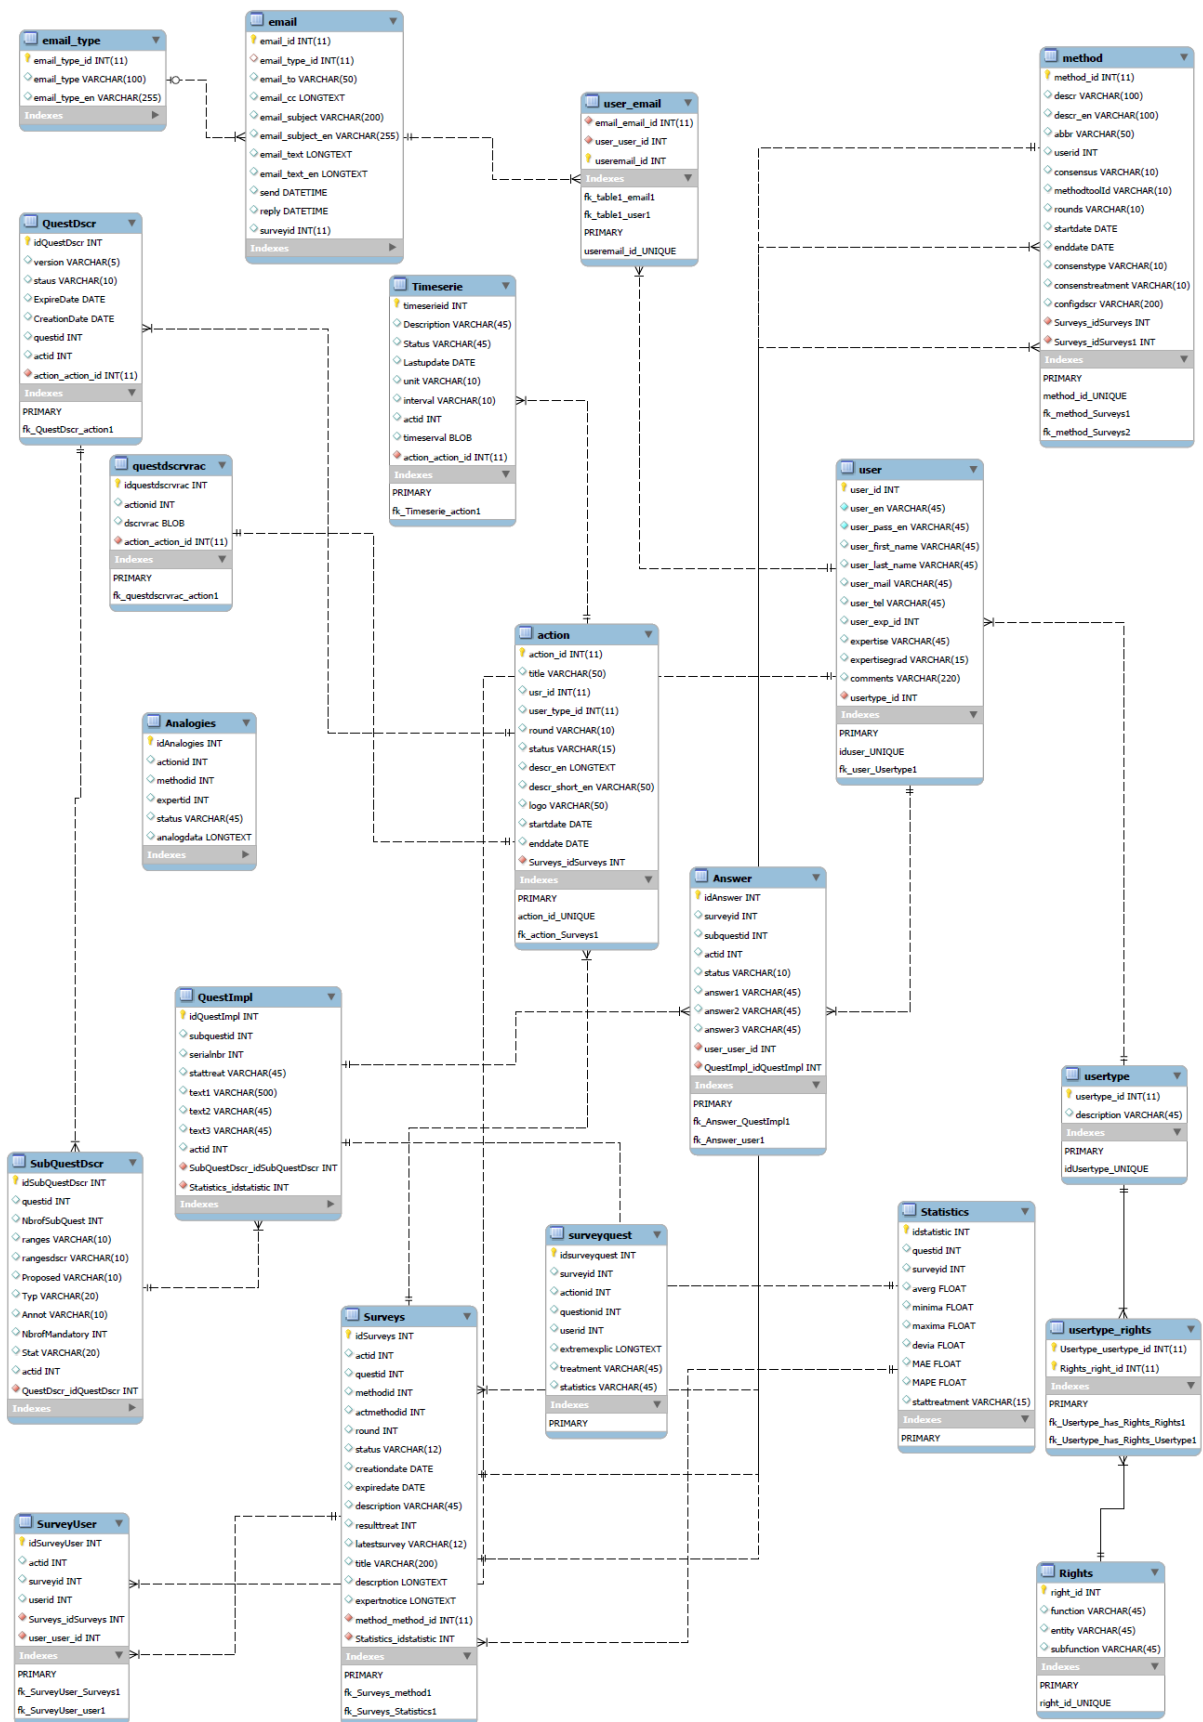 email_type
email_type_id INT(11)
email_type VARCHAR(100)
email_type_en VARCHAR(255)
Indexes
email
email_id INT(11)
email_type_id INT(11)
email_to VARCHAR(50)
email_cc LONGTEXT
email_subject VARCHAR(200)
email_subject_en VARCHAR(255)
email_text LONGTEXT
email_text_en LONGTEXT
send DATETIME
reply DATETIME
surveyid INT(11)
Indexes
user_email
email_email_id INT(11)
user_user_id INT
useremail_id INT
Indexes
fk_table1_email1
fk_table1_user1
PRIMARY
useremail_id_UNIQUE
method
method_id INT(11)
descr VARCHAR(100)
descr_en VARCHAR(100)
abbr VARCHAR(50)
userid INT
consensus VARCHAR(10)
methodtoolId VARCHAR(10)
rounds VARCHAR(10)
startdate DATE
enddate DATE
consenstype VARCHAR(10)
consenstreatment VARCHAR(10)
configdscr VARCHAR(200)
Surveys_idSurveys INT
Surveys_idSurveys1 INT
Indexes
PRIMARY
method_id_UNIQUE
fk_method_Surveys1
fk_method_Surveys2
QuestDscr
idQuestDscr INT
version VARCHAR(5)
staus VARCHAR(10)
ExpireDate DATE
CreationDate DATE
questid INT
actid INT
action_action_id INT(11)
Indexes
PRIMARY
fk_QuestDscr_action1
Timeserie
timeserieid INT
Description VARCHAR(45)
Status VARCHAR(45)
Lastupdate DATE
unit VARCHAR(10)
interval VARCHAR(10)
actid INT
timeserval BLOB
action_action_id INT(11)
Indexes
PRIMARY
fk_Timeserie_action1
questdscrvrac
idquestdscrvrac INT
actionid INT
dscrvrac BLOB
action_action_id INT(11)
Indexes
PRIMARY
fk_questdscrvrac_action1
user
user_id INT
user_en VARCHAR(45)
user_pass_en VARCHAR(45)
user_first_name VARCHAR(45)
user_last_name VARCHAR(45)
user_mail VARCHAR(45)
user_tel VARCHAR(45)
user_exp_id INT
expertise VARCHAR(45)
expertisegrad VARCHAR(15)
comments VARCHAR(220)
usertype_id INT
Indexes
PRIMARY
iduser_UNIQUE
fk_user_Usertype1
action
action_id INT(11)
title VARCHAR(50)
usr_id INT(11)
user_type_id INT(11)
round VARCHAR(10)
status VARCHAR(15)
descr_en LONGTEXT
descr_short_en VARCHAR(50)
logo VARCHAR(50)
startdate DATE
enddate DATE
Surveys_idSurveys INT
Indexes
PRIMARY
action_id_UNIQUE
fk_action_Surveys1
Analogies
idAnalogies INT
actionid INT
methodid INT
expertid INT
status VARCHAR(45)
analogdata LONGTEXT
Indexes
Answer
idAnswer INT
surveyid INT
subquestid INT
actid INT
status VARCHAR(10)
answer1 VARCHAR(45)
answer2 VARCHAR(45)
answer3 VARCHAR(45)
user_user_id INT
QuestImpl_idQuestImpl INT
Indexes
PRIMARY
fk_Answer_QuestImpl1
fk_Answer_user1
QuestImpl
idQuestImpl INT
subquestid INT
serialnbr INT
stattreat VARCHAR(45)
text1 VARCHAR(500)
text2 VARCHAR(45)
text3 VARCHAR(45)
actid INT
SubQuestDscr_idSubQuestDscr INT
Statistics_idstatistic INT
Indexes
usertype
usertype_id INT(11)
description VARCHAR(45)
Indexes
PRIMARY
idUsertype_UNIQUE
SubQuestDscr
idSubQuestDscr INT
questid INT
NbrofSubQuest INT
ranges VARCHAR(10)
rangesdscr VARCHAR(10)
Proposed VARCHAR(10)
Typ VARCHAR(20)
Annot VARCHAR(10)
NbrofMandatory INT
Stat VARCHAR(20)
actid INT
QuestDscr_idQuestDscr INT
Indexes
surveyquest
idsurveyquest INT
surveyid INT
actionid INT
questionid INT
userid INT
extremexplic LONGTEXT
treatment VARCHAR(45)
statistics VARCHAR(45)
Indexes
PRIMARY
Statistics
idstatistic INT
questid INT
surveyid INT
averg FLOAT
minima FLOAT
maxima FLOAT
devia FLOAT
MAE FLOAT
MAPE FLOAT
stattreatment VARCHAR(15)
Indexes
PRIMARY
Surveys
idSurveys INT
actid INT
questid INT
methodid INT
actmethodid INT
round INT
status VARCHAR(12)
creationdate DATE
expiredate DATE
description VARCHAR(45)
resulttreat INT
latestsurvey VARCHAR(12)
title VARCHAR(200)
descrption LONGTEXT
expertnotice LONGTEXT
method_method_id INT(11)
Statistics_idstatistic INT
Indexes
PRIMARY
fk_Surveys_method1
fk_Surveys_Statistics1
usertype_rights
Usertype_usertype_id INT(11)
Rights_right_id INT(11)
Indexes
PRIMARY
fk_Usertype_has_Rights_Rights1
fk_Usertype_has_Rights_Usertype1
SurveyUser
idSurveyUser INT
actid INT
surveyid INT
userid INT
Surveys_idSurveys INT
user_user_id INT
Indexes
PRIMARY
fk_SurveyUser_Surveys1
fk_SurveyUser_user1
Rights
right_id INT
function VARCHAR(45)
entity VARCHAR(45)
subfunction VARCHAR(45)
Indexes
PRIMARY
right_id_UNIQUE